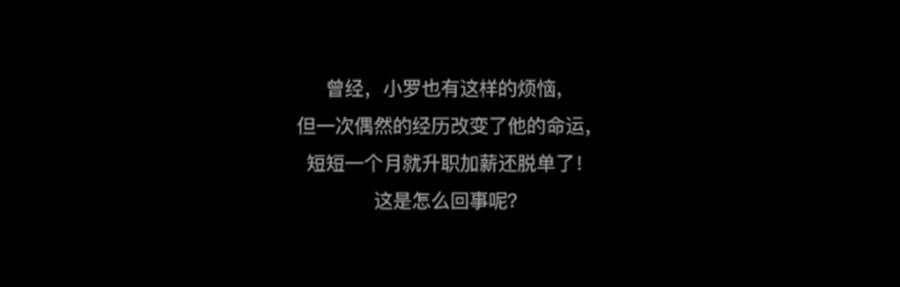 曾经，小罗也有这样的烦恼，
但一次偶然的经历改变了他的命运，
短短一个月就升职加薪还脱单了！
这是怎么回事呢？